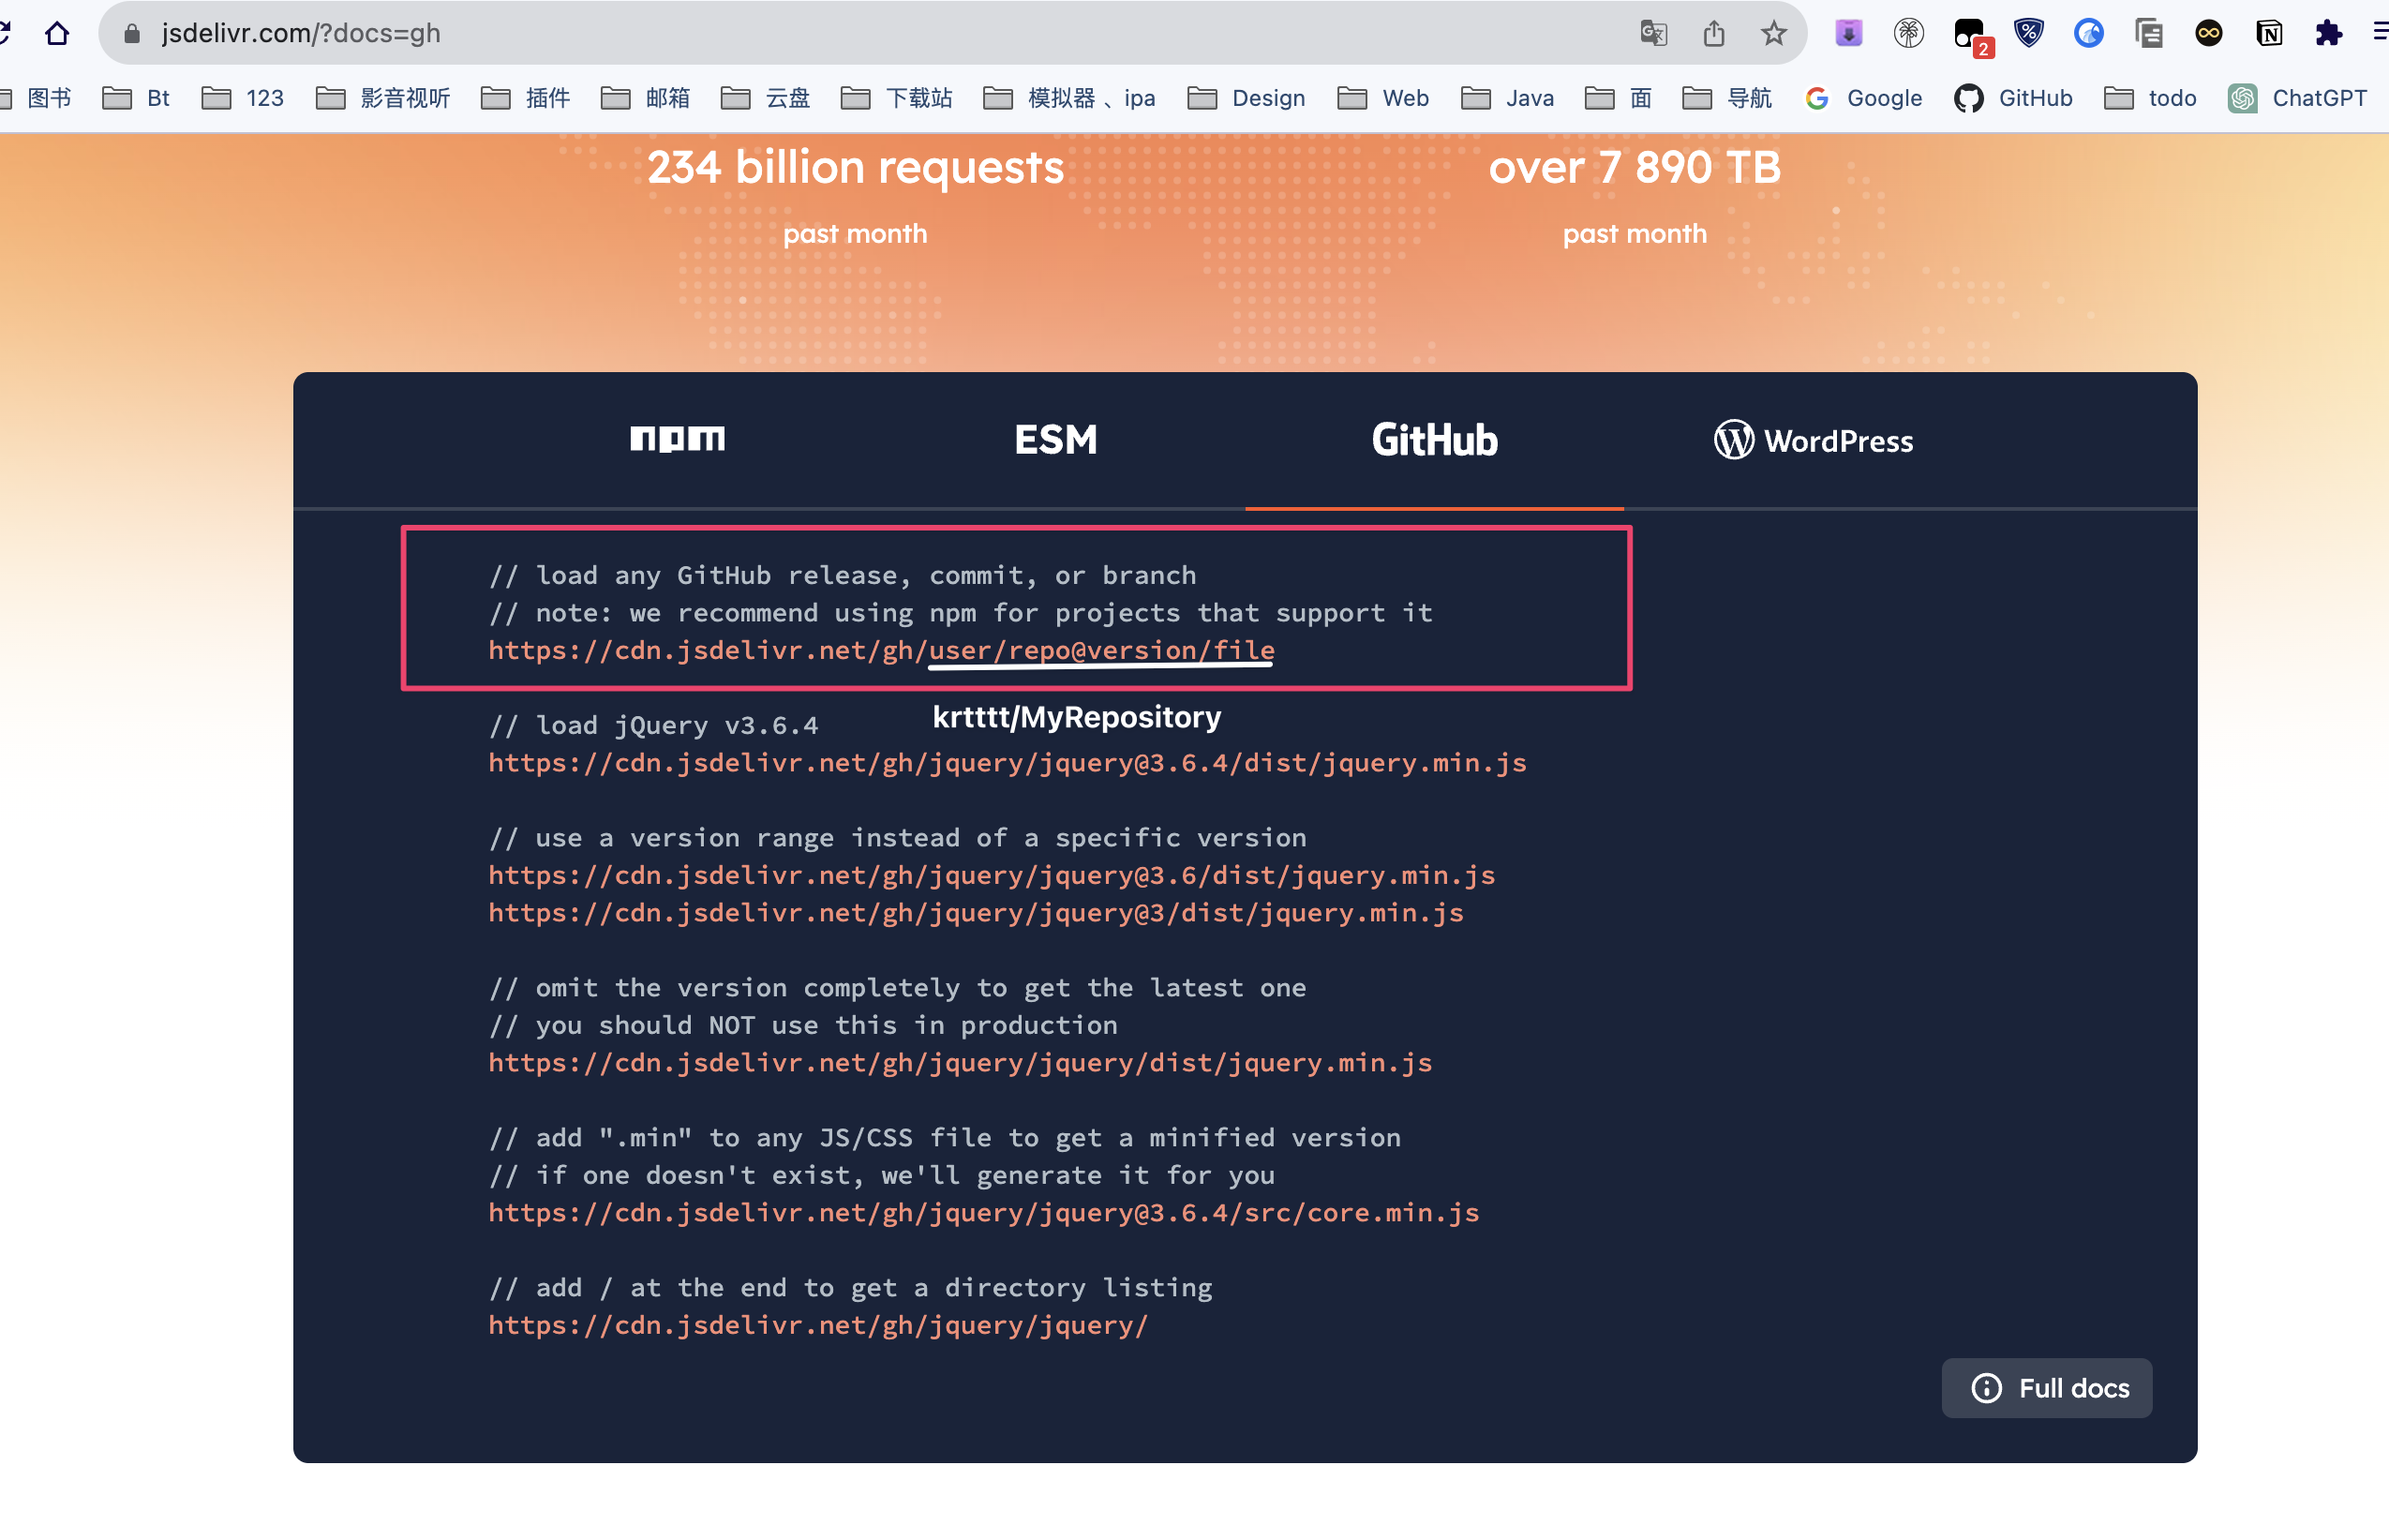 jsdelivr.com/?docs=gh
2
图书
Bt
123
影音视听
插件
邮箱
云盘
下载站
模拟器 、ipa
Design
Web
Java
面
导航
Google
GitHub
todo
ChatGPT
234 billion requests
past month
over 7 890 TB
past month
npm
ESM
GitHub
WordPress
// load any GitHub release, commit, or branch
// note: we recommend using npm for projects that support it
https://cdn.jsdelivr.net/gh/user/repo@version/file
krtttt/MyRepository
// load jQuery v3.6.4
https://cdn.jsdelivr.net/gh/jquery/jquery@3.6.4/dist/jquery.min.js
// use a version range instead of a specific version
https://cdn.jsdelivr.net/gh/jquery/jquery@3.6/dist/jquery.min.js
https://cdn.jsdelivr.net/gh/jquery/jquery@3/dist/jquery.min.js
// omit the version completely to get the latest one
// you should NOT use this in production
https://cdn.jsdelivr.net/gh/jquery/jquery/dist/jquery.min.js
// add ".min" to any JS/CSS file to get a minified version
// if one doesn't exist, we'll generate it for you
https://cdn.jsdelivr.net/gh/jquery/jquery@3.6.4/src/core.min.js
// add / at the end to get a directory listing
https://cdn.jsdelivr.net/gh/jquery/jquery/
Full docs